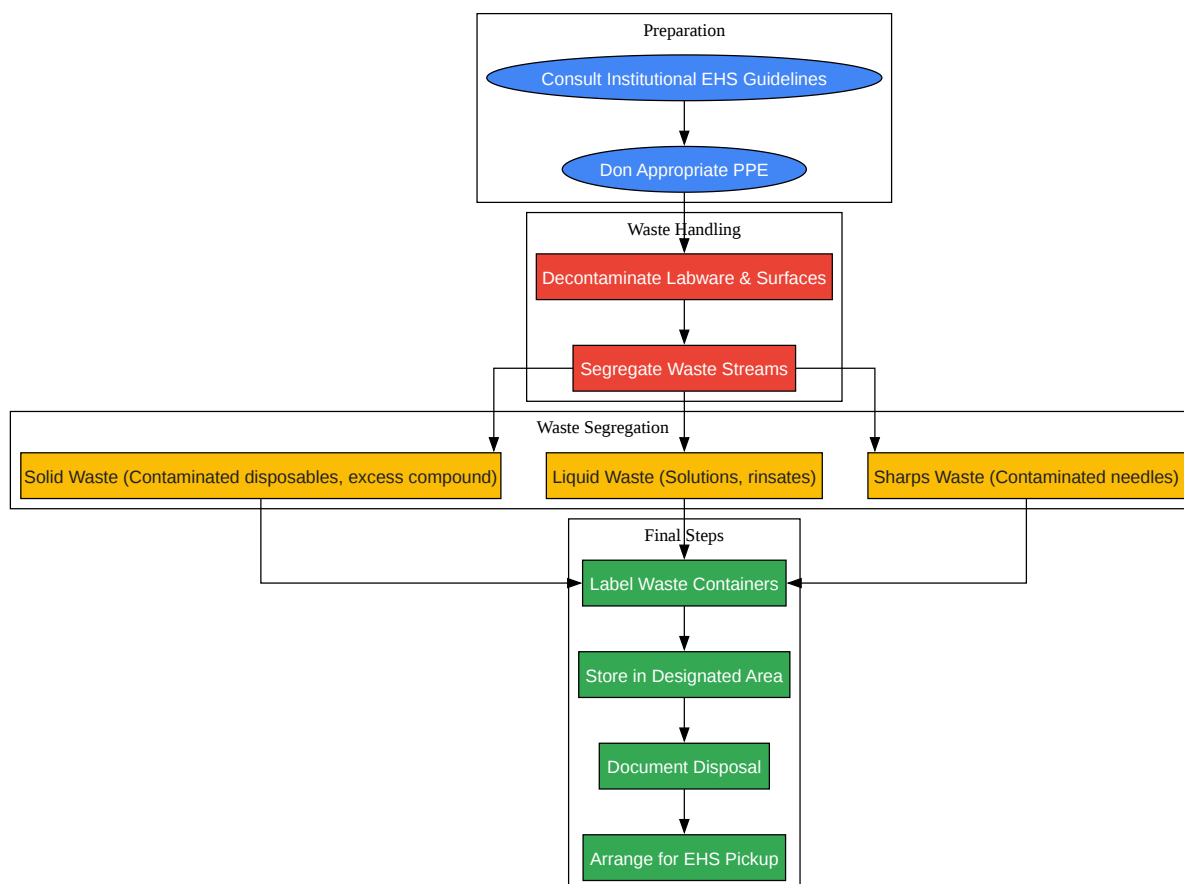 Preparation
Consult Institutional EHS Guidelines
Don Appropriate PPE
Waste Handling
Decontaminate Labware & Surfaces
Segregate Waste Streams
Waste Segregation
Solid Waste (Contaminated disposables, excess compound)
Liquid Waste (Solutions, rinsates)
Sharps Waste (Contaminated needles)
Final Steps
Label Waste Containers
Store in Designated Area
Document Disposal
Arrange for EHS Pickup